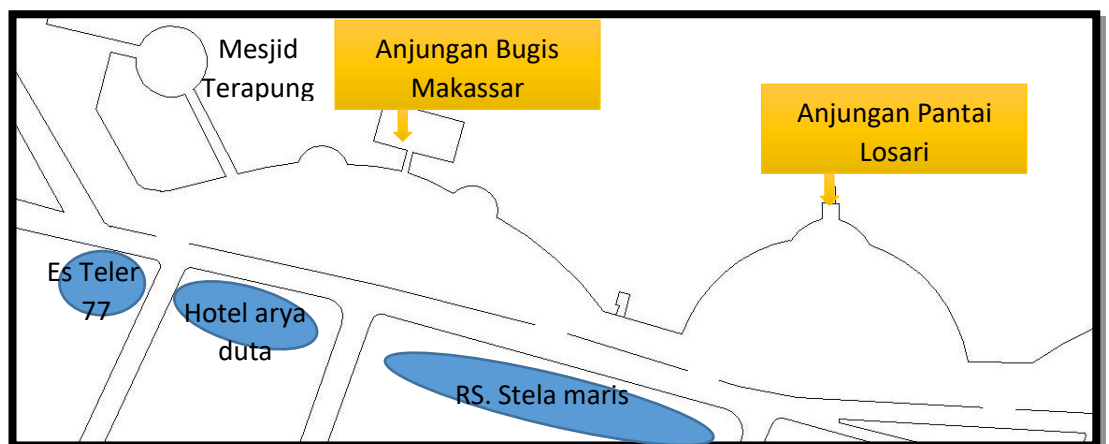 Mesjid
Terapung
Anjungan Bugis
Makassar
Anjungan Pantai
Losari
Es Teler
77
Hotel arya
duta
RS. Stela maris